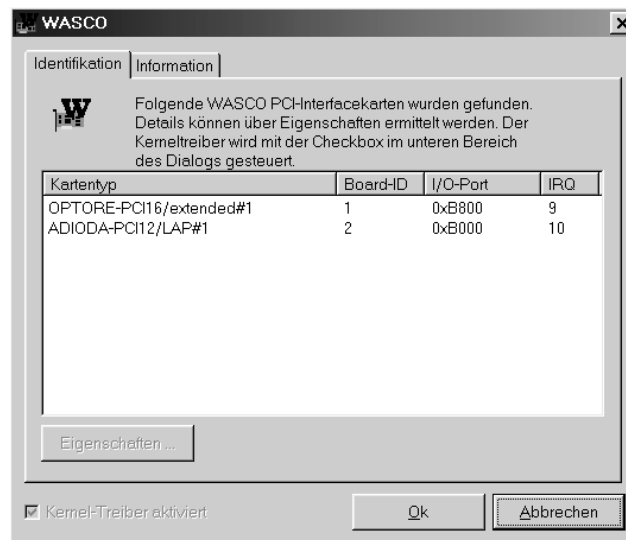 WASCO
Identifikation Information
Folgende WASCO PCI-Interfacekarten wurden gefunden.
Details können über Eigenschaften ermittelt werden. Der
Kerneltreiber wird mit der Checkbox im unteren Bereich
des Dialogs gesteuert.
Kartentyp Board-ID I/O-Port IRQ
OPTORE-PCI16/extended#1 1 0xB800 9
ADIODA-PCI12/LAP#1 2 0xB000 10
Eigenschaften ...
Kernel-Treiber aktiviert Ok Abbrechen